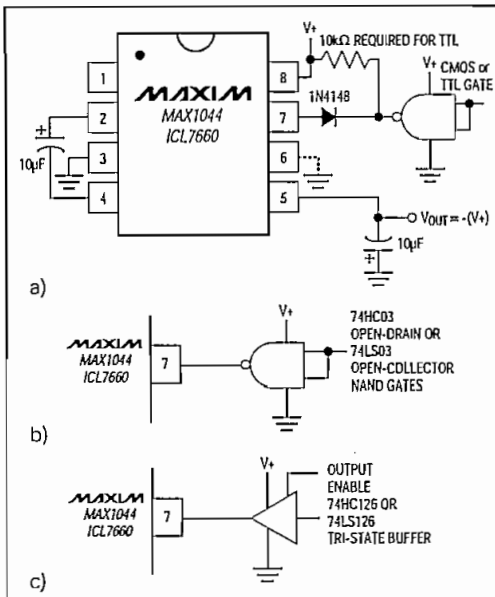 V+
10kΩ REQUIRED FOR TTL
V+
CMOS or
TTL GATE
1
8
MAXIM
MAX1044
ICL7660
1N4148
2
7
10µF
3
6
4
5
VOUT = -(V+)
10µF
a)
V+
74HC03
OPEN-DRAIN OR
74LS03
OPEN-COLLECTOR
NAND GATES
MAXIM
MAX1044
ICL7660
7
b)
V+
OUTPUT
ENABLE
74HC126 OR
74LS126
TRI-STATE BUFFER
MAXIM
MAX1044
ICL7660
7
c)